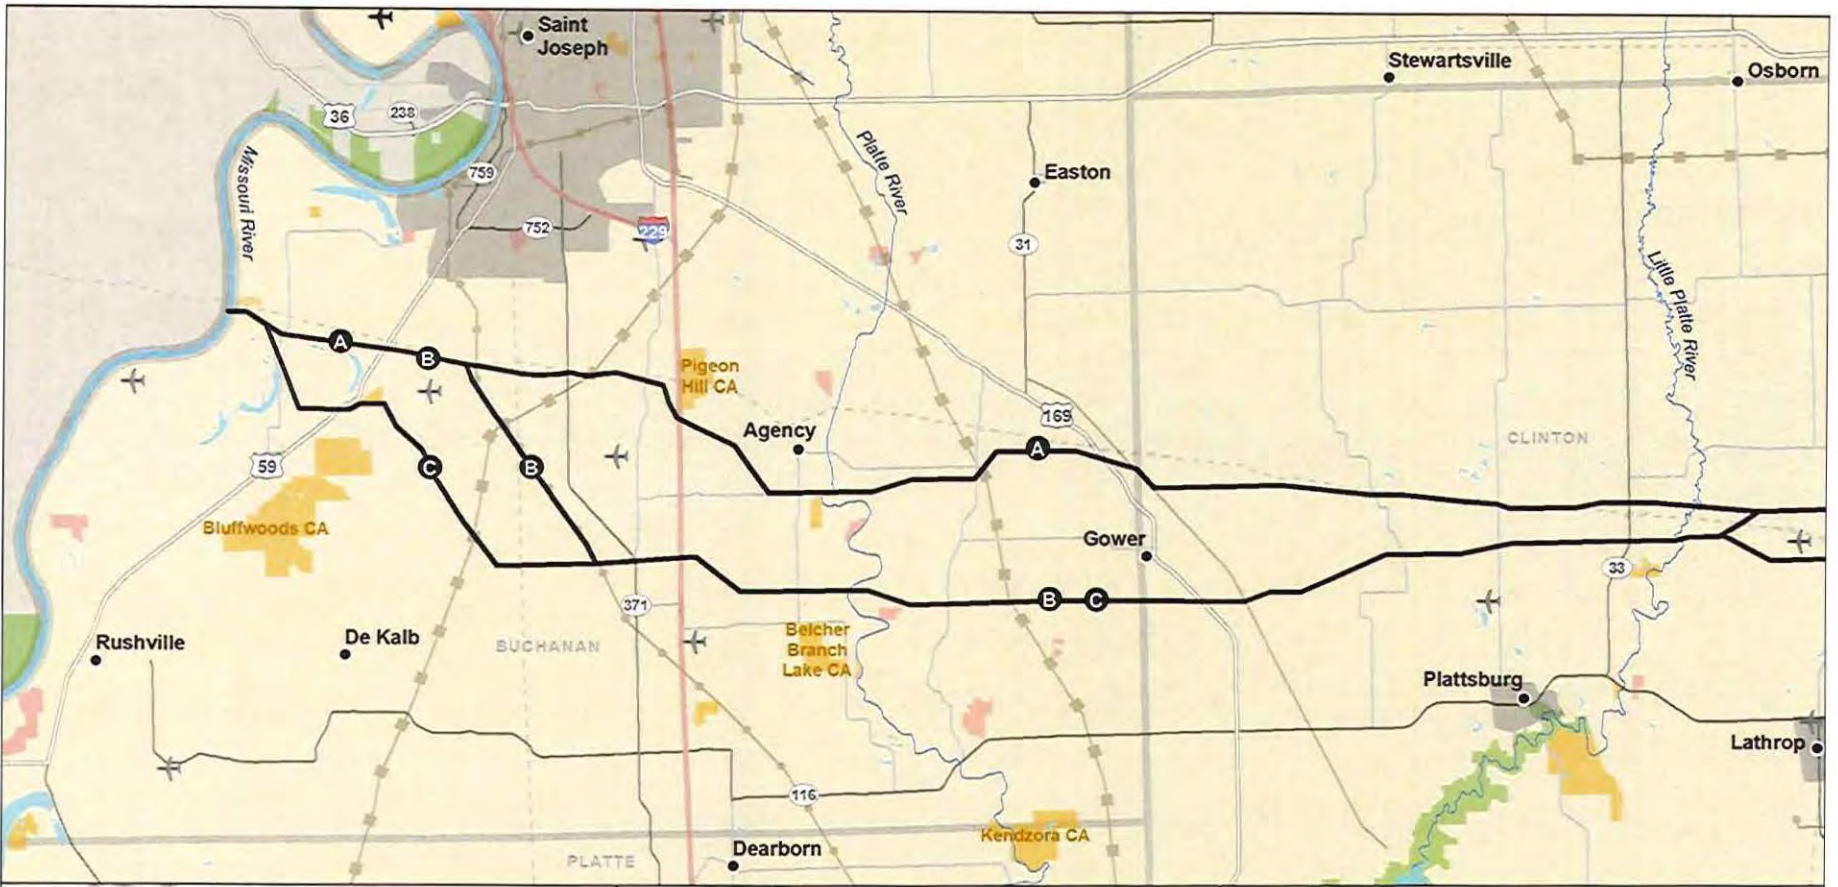 Saint
Joseph
Stewartsville
Osborn
36
238
759
Easton
Platte River
Missouri River
752
229
31
Little Platte River
A
B
Pigeon
Hill CA
169
Agency
A
CLINTON
59
C
B
Bluffwoods CA
Gower
33
371
B
C
Rushville
De Kalb
BUCHANAN
Belcher
Branch
Lake CA
Plattsburg
Lathrop
116
Kendzora CA
PLATTE
Dearborn